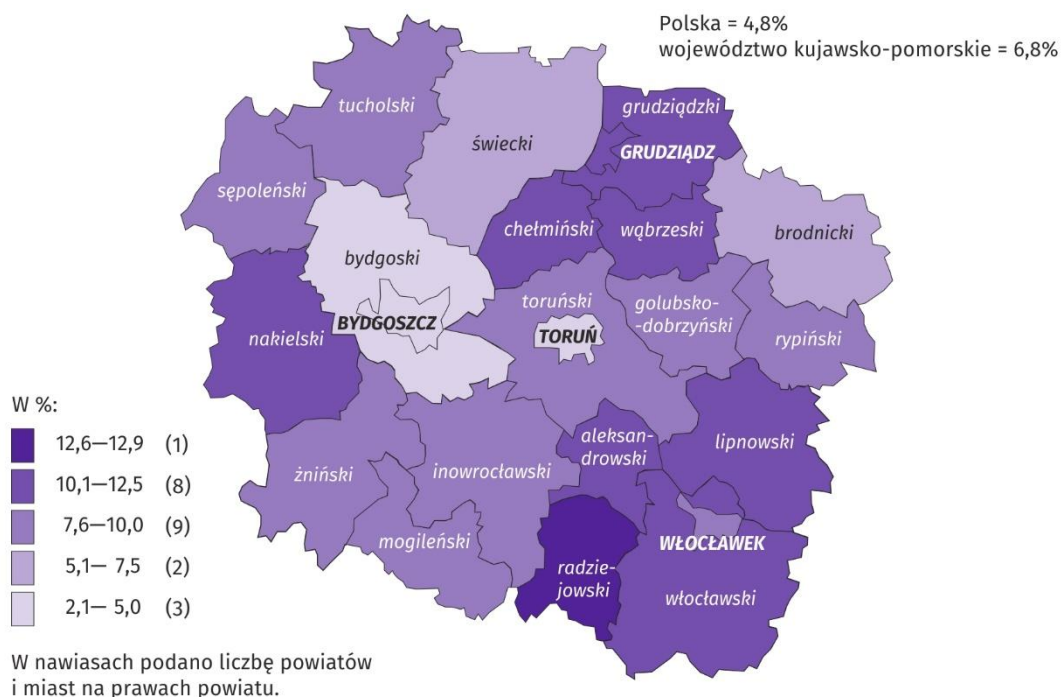 Polska = 4,8%
województwo kujawsko-pomorskie = 6,8%
tucholski
grudziądzki
świecki
GRUDZIĄDZ
sępoleński
chełmiński
wąbrzeski
brodnicki
bydgoski
toruński
golubsko-
-dobrzyński
BYDGOSZCZ
TORUŃ
nakielski
rypiński
W %:
12,6—12,9 (1)
10,1—12,5 (8)
7,6—10,0 (9)
5,1— 7,5 (2)
2,1— 5,0 (3)
aleksan-
drowski
lipnowski
żniński
inowrocławski
mogileński
WŁOCŁAWEK
radzie-
jowski
włocławski
W nawiasach podano liczbę powiatów
i miast na prawach powiatu.